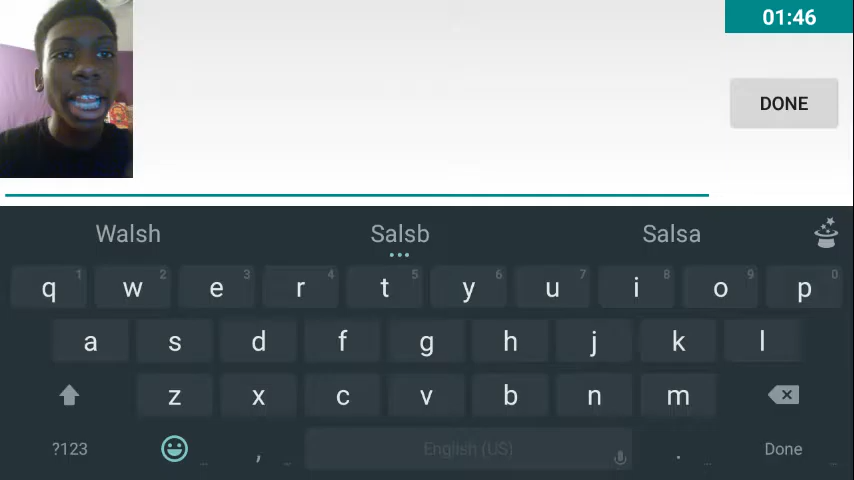 01:46
DONE
Walsh Salsb Salsa
q 1 w 2 e 3 r 4 t 5 y 6 u 7 i 8 o 9 p 0
a s d f g h j k l
z x c v b n m
?123 , English (US) . Done